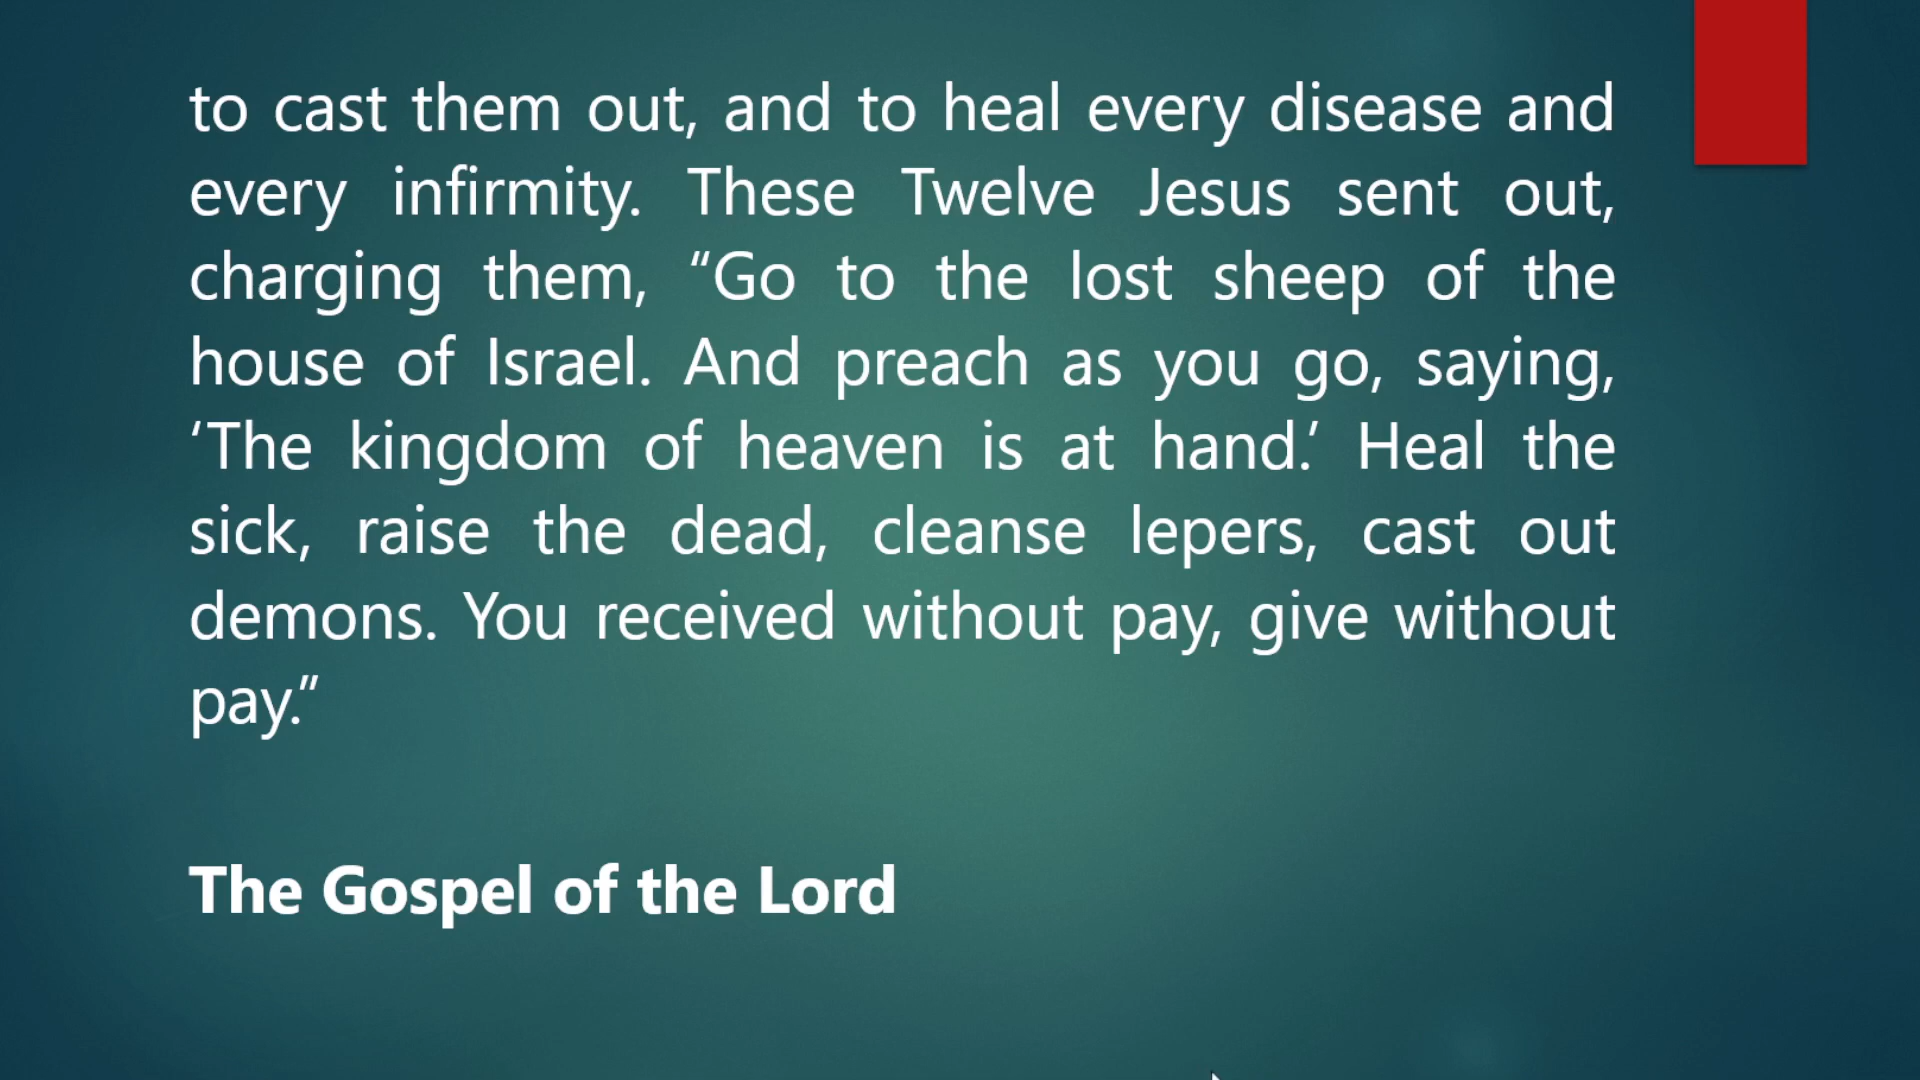 to cast them out, and to heal every disease and
every infirmity. These Twelve Jesus sent out,
charging them, “Go to the lost sheep of the
house of Israel. And preach as you go, saying,
‘The kingdom of heaven is at hand.’ Heal the
sick, raise the dead, cleanse lepers, cast out
demons. You received without pay, give without
pay.”
The Gospel of the Lord